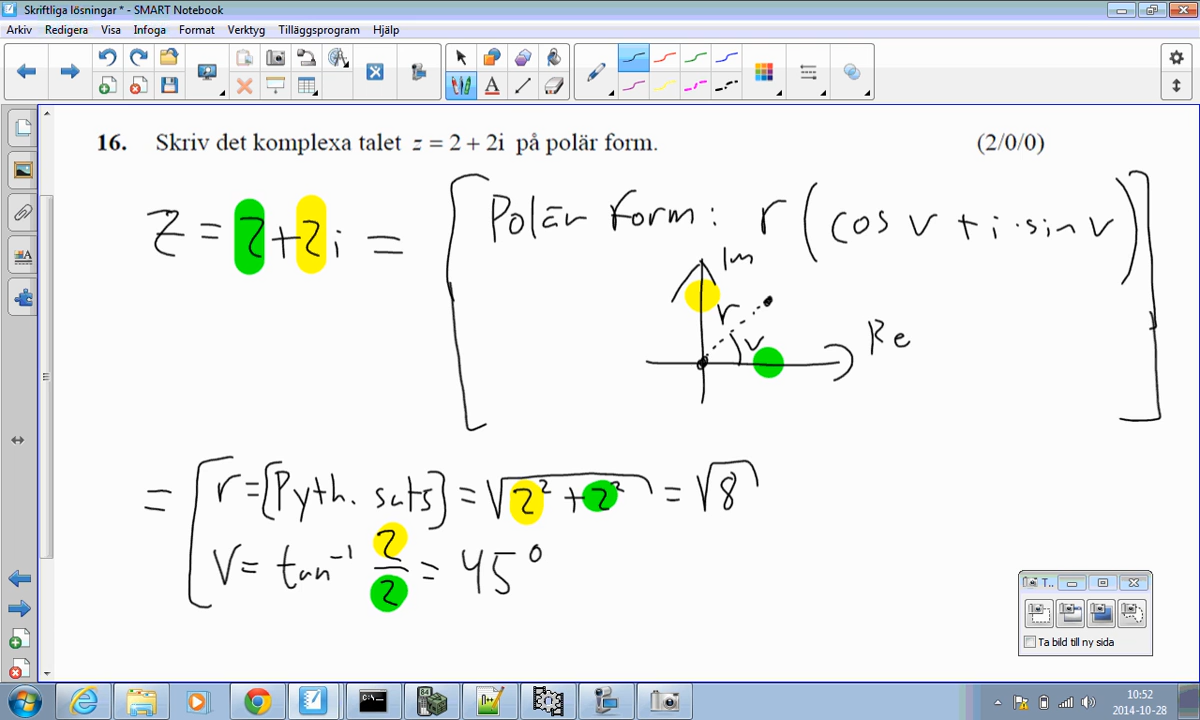 Skriftliga lösningar * - SMART Notebook
Arkiv Redigera Visa Infoga Format Verktyg Tilläggsprogram Hjälp
16. Skriv det komplexa talet z = 2 + 2i på polär form. (2/0/0)
Z = 2+2i = [Polär form: r (cos v + i·sin v)
Im
r
v
Re
]
= [ r = [Pyth. sats] = √(2² + 2²) = √8
V = tan⁻¹ 2/2 = 45°
T..
Ta bild till ny sida
10:52
2014-10-28